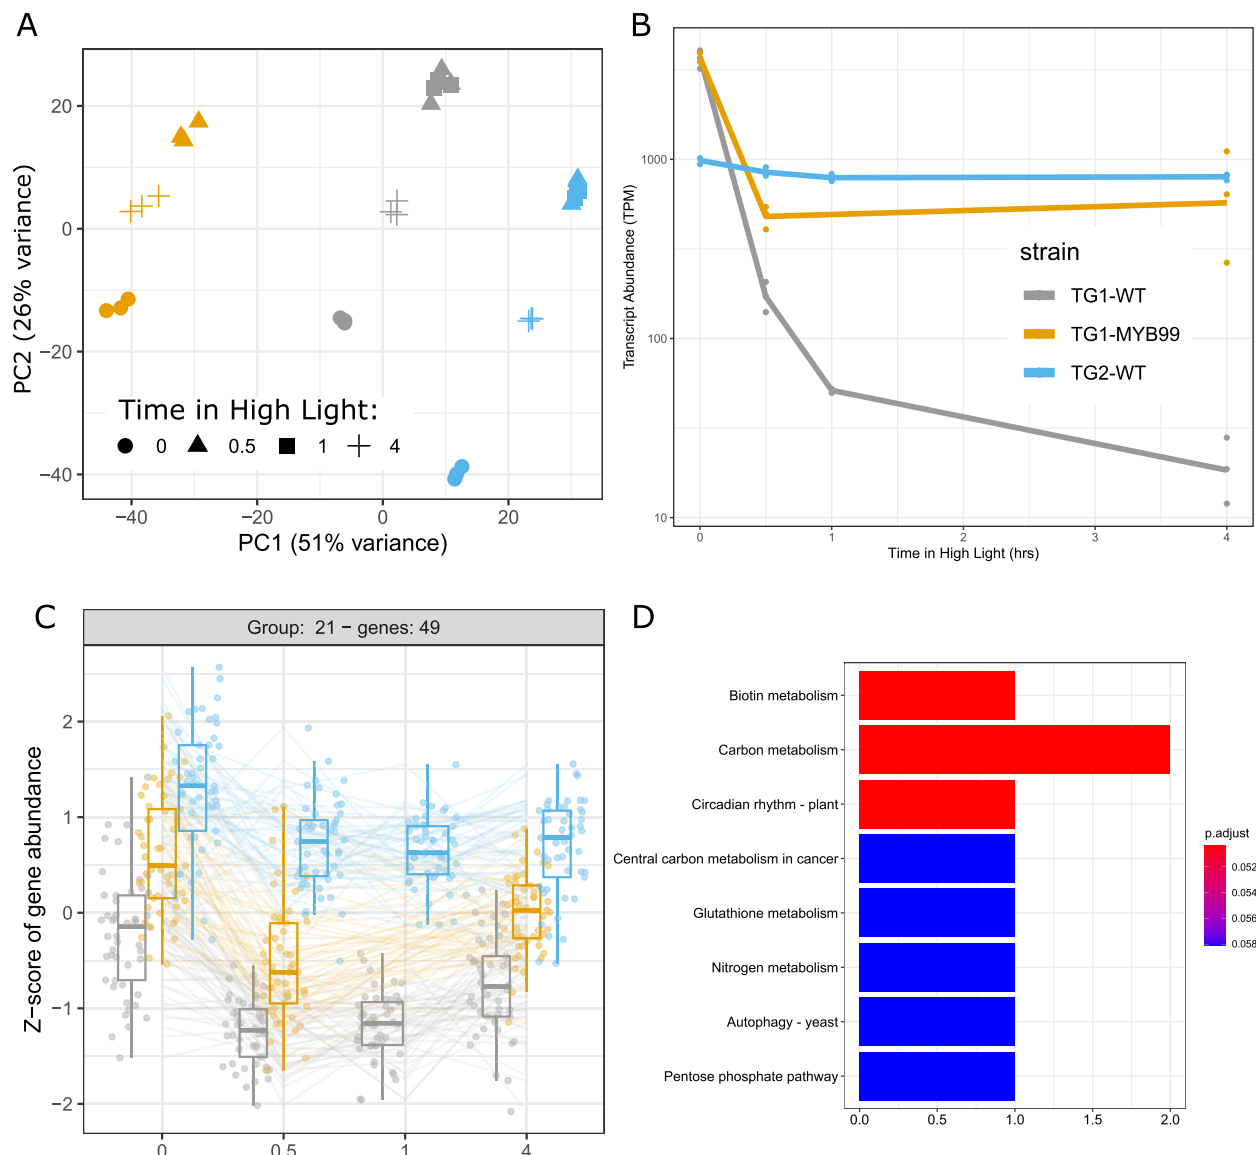 A
PC2 (26% variance)
20
0
−20
−40
Time in High Light:
0 0.5 1 4
−40 −20 0 20
PC1 (51% variance)
B
Transcript Abundance (TPM)
1000
100
10
strain
TG1-WT
TG1-MYB99
TG2-WT
0 1 2 3 4
Time in High Light (hrs)
C
Group: 21 − genes: 49
Z−score of gene abundance
2
1
0
−1
−2
0 0.5 1 4
D
Biotin metabolism
Carbon metabolism
Circadian rhythm - plant
Central carbon metabolism in cancer
Glutathione metabolism
Nitrogen metabolism
Autophagy - yeast
Pentose phosphate pathway
0.0 0.5 1.0 1.5 2.0
p.adjust
0.052
0.054
0.056
0.058